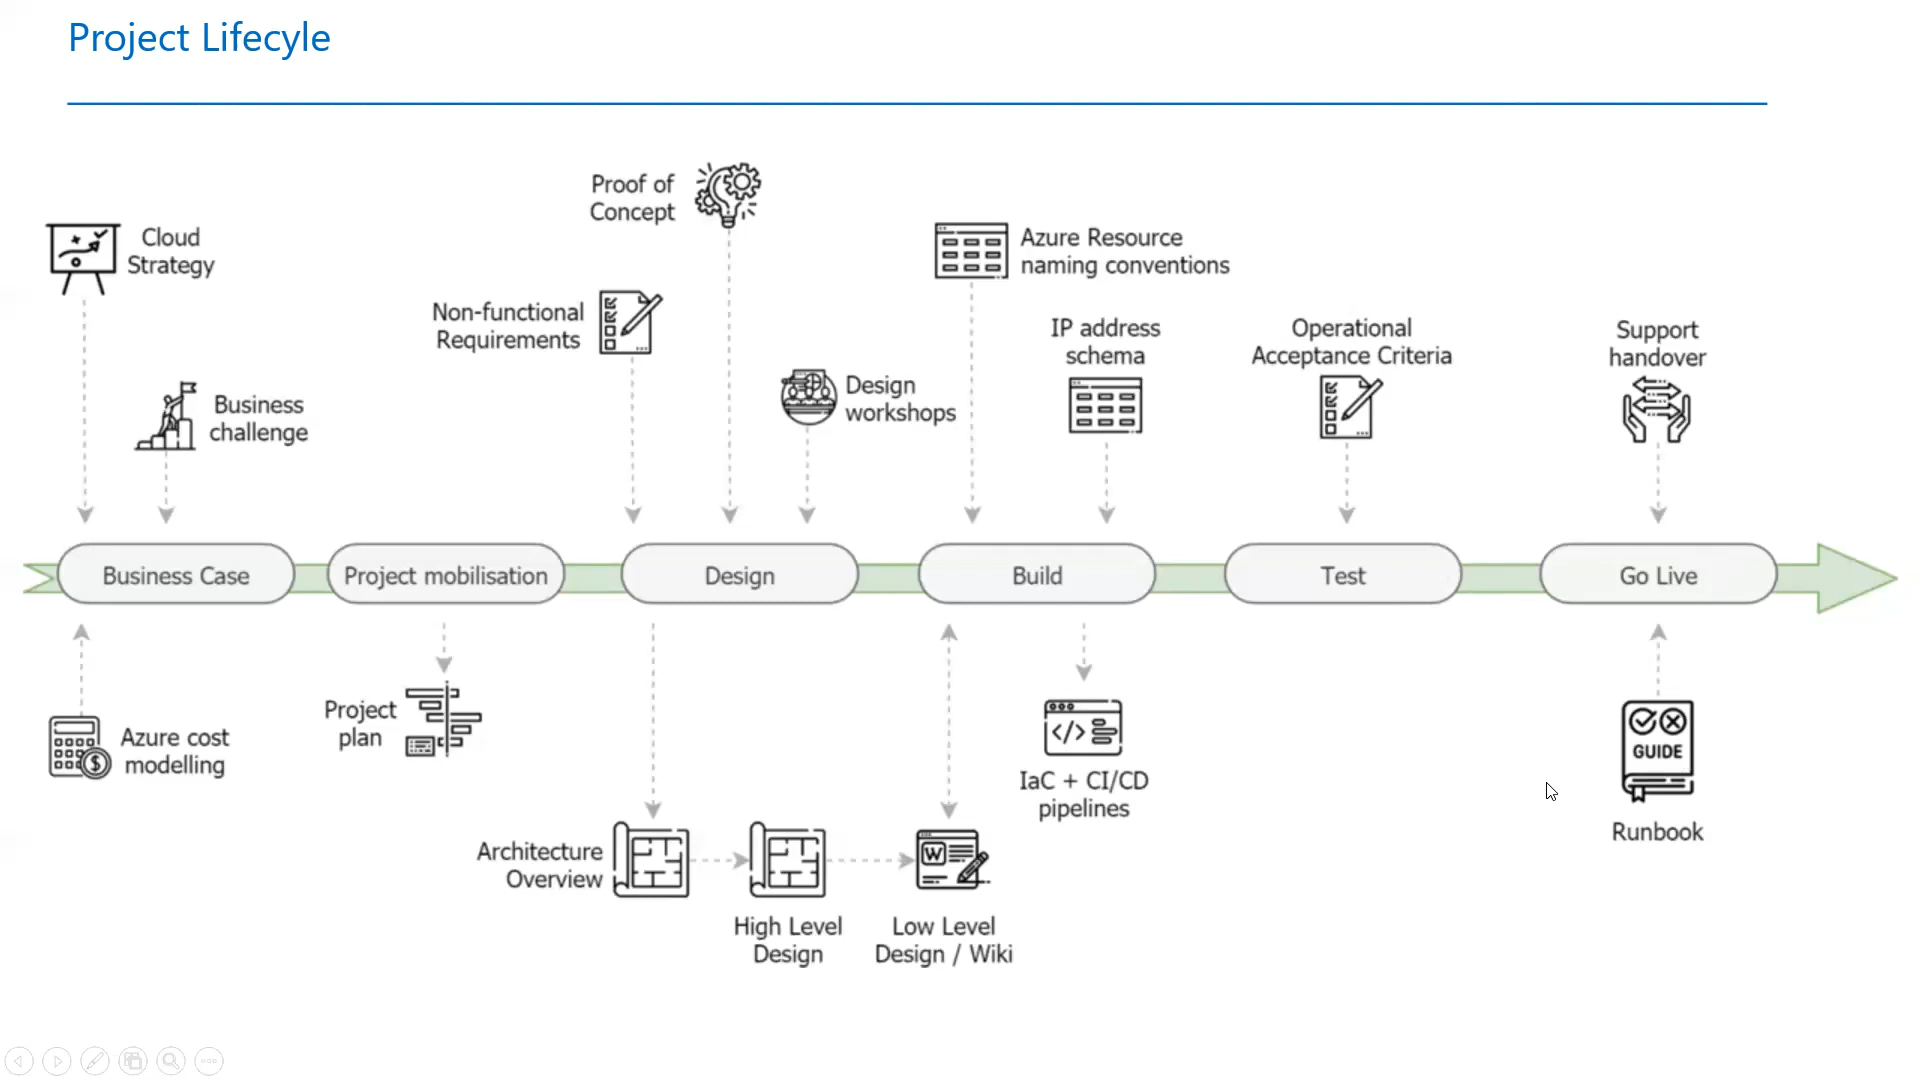 Project Lifecyle
Proof of
Concept
Cloud
Strategy
Azure Resource
naming conventions
Non-functional
Requirements
IP address
schema
Operational
Acceptance Criteria
Support
handover
Business
challenge
Design
workshops
Business Case
Project mobilisation
Design
Build
Test
Go Live
Azure cost
modelling
Project
plan
</>
IaC + CI/CD
pipelines
GUIDE
Runbook
Architecture
Overview
W
High Level
Design
Low Level
Design / Wiki